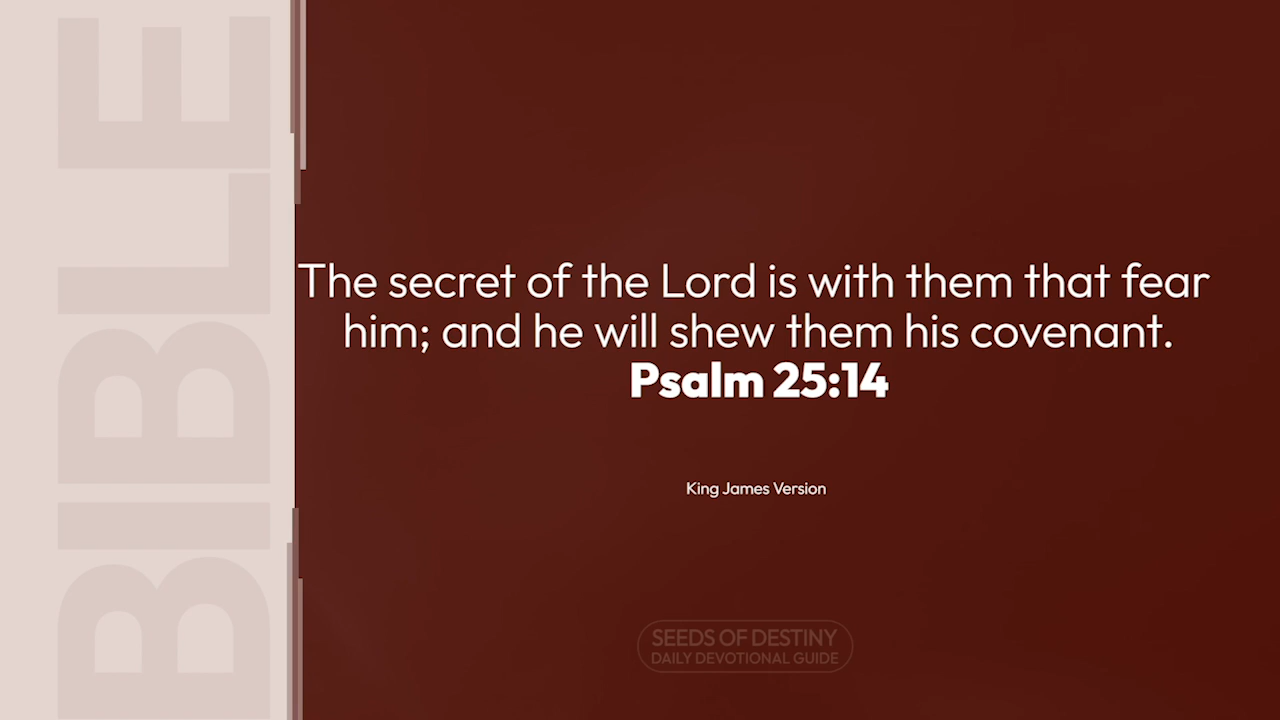 BIBLE
The secret of the Lord is with them that fear
him; and he will shew them his covenant.
Psalm 25:14
King James Version
SEEDS OF DESTINY
DAILY DEVOTIONAL GUIDE